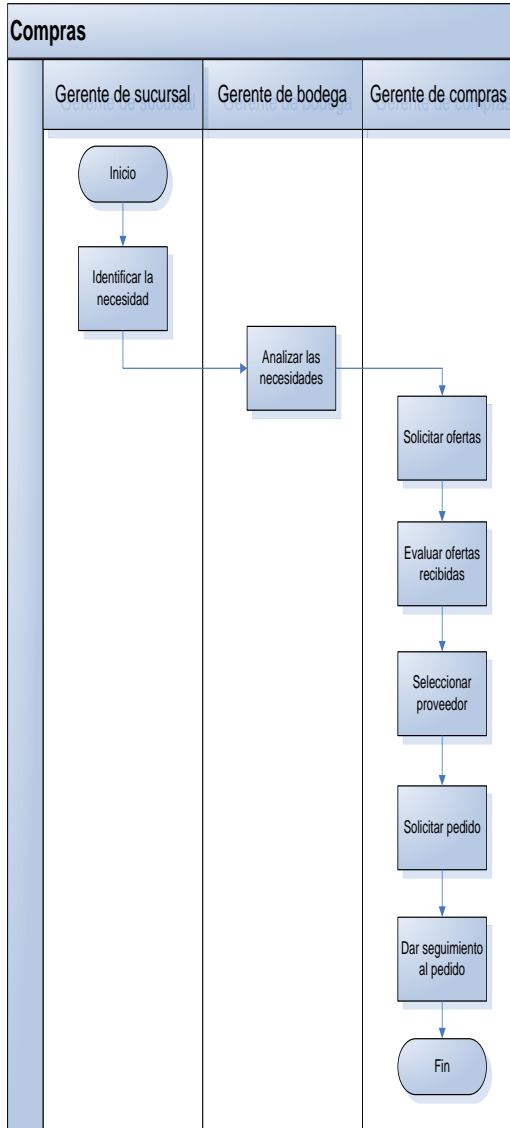 Compras
Gerente de sucursal
Gerente de bodega
Gerente de compras
Inicio
Identificar la
necesidad
Analizar las
necesidades
Solicitar ofertas
Evaluar ofertas
recibidas
Seleccionar
proveedor
Solicitar pedido
Dar seguimiento
al pedido
Fin